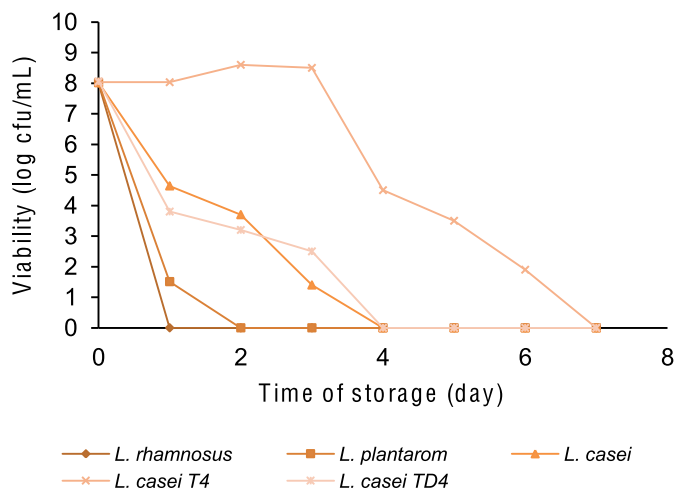 10
9
8
7
6
5
4
3
2
1
0
Viability (log cfu/mL)
0 2 4 6 8
Time of storage (day)
L. rhamnosus L. plantarom L. casei
L. casei T4 L. casei TD4